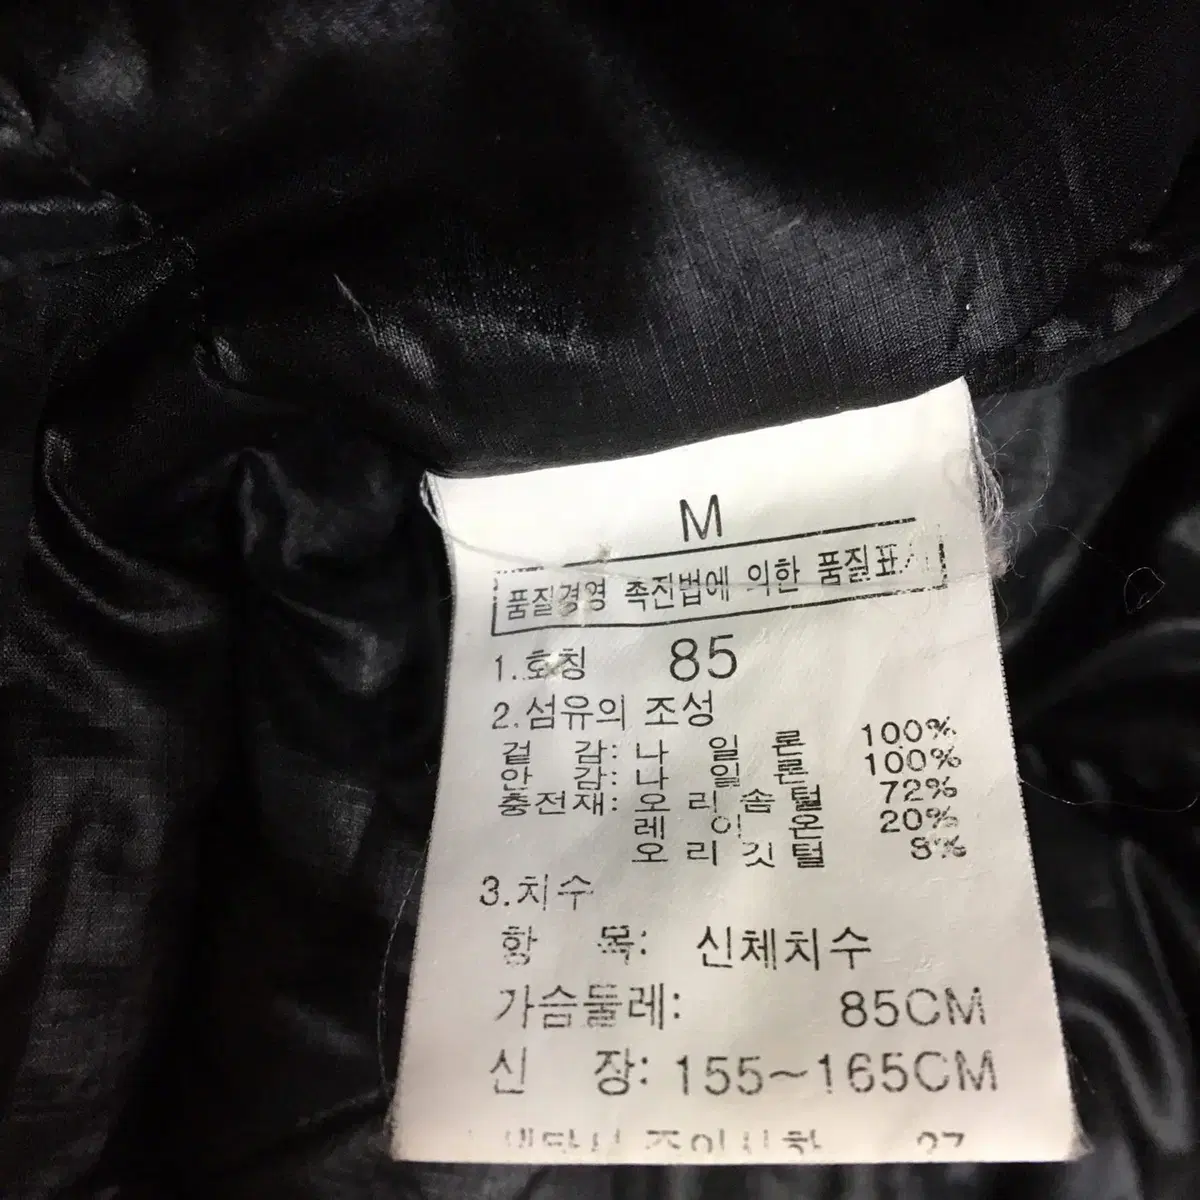 M
품질경영 촉진법에 의한 품질표시
1.호칭 85
2.섬유의 조성
겉 감: 나 일 론 100%
안 감: 나 일 론 100%
충전재: 오 리 솜 털 72%
레 이 온 20%
오 리 깃 털 8%
3.치수
항 목: 신체치수
가슴둘레: 85CM
신 장: 155~165CM